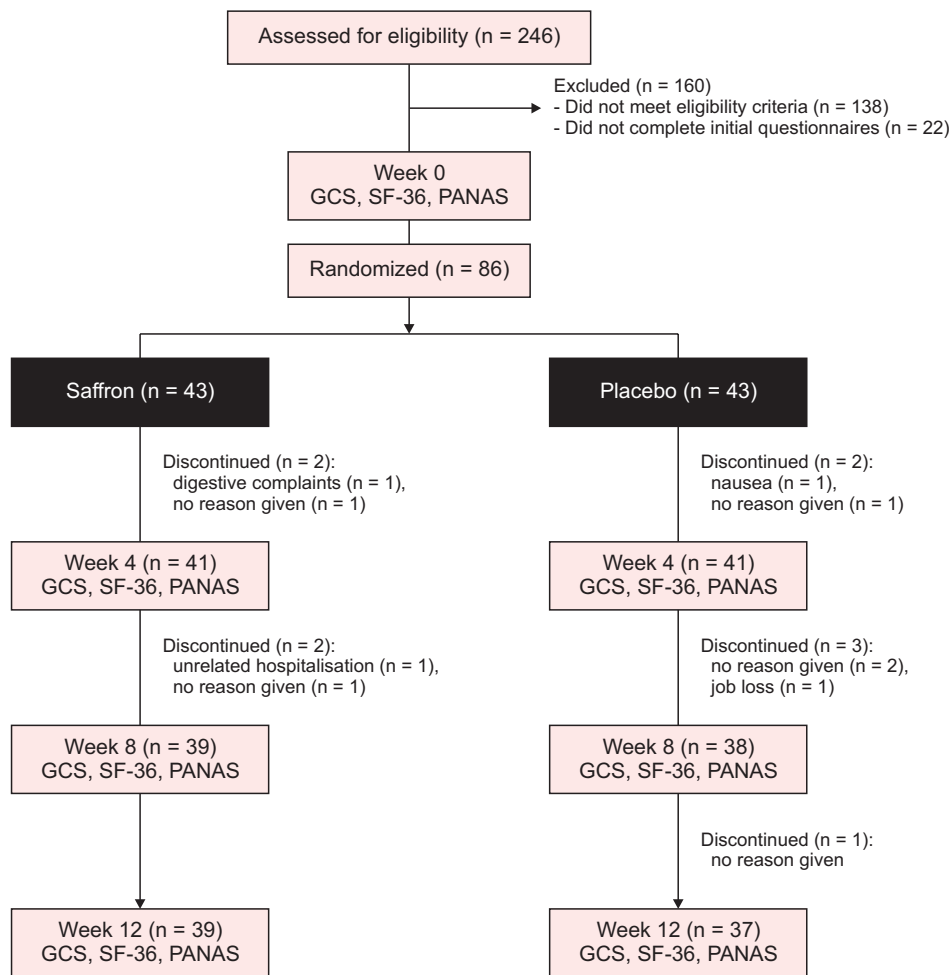 Assessed for eligibility (n = 246)
Excluded (n = 160)
- Did not meet eligibility criteria (n = 138)
- Did not complete initial questionnaires (n = 22)
Week 0
GCS, SF-36, PANAS
Randomized (n = 86)
Saffron (n = 43)
Placebo (n = 43)
Discontinued (n = 2):
digestive complaints (n = 1),
no reason given (n = 1)
Discontinued (n = 2):
nausea (n = 1),
no reason given (n = 1)
Week 4 (n = 41)
GCS, SF-36, PANAS
Week 4 (n = 41)
GCS, SF-36, PANAS
Discontinued (n = 2):
unrelated hospitalisation (n = 1),
no reason given (n = 1)
Discontinued (n = 3):
no reason given (n = 2),
job loss (n = 1)
Week 8 (n = 39)
GCS, SF-36, PANAS
Week 8 (n = 38)
GCS, SF-36, PANAS
Discontinued (n = 1):
no reason given
Week 12 (n = 39)
GCS, SF-36, PANAS
Week 12 (n = 37)
GCS, SF-36, PANAS